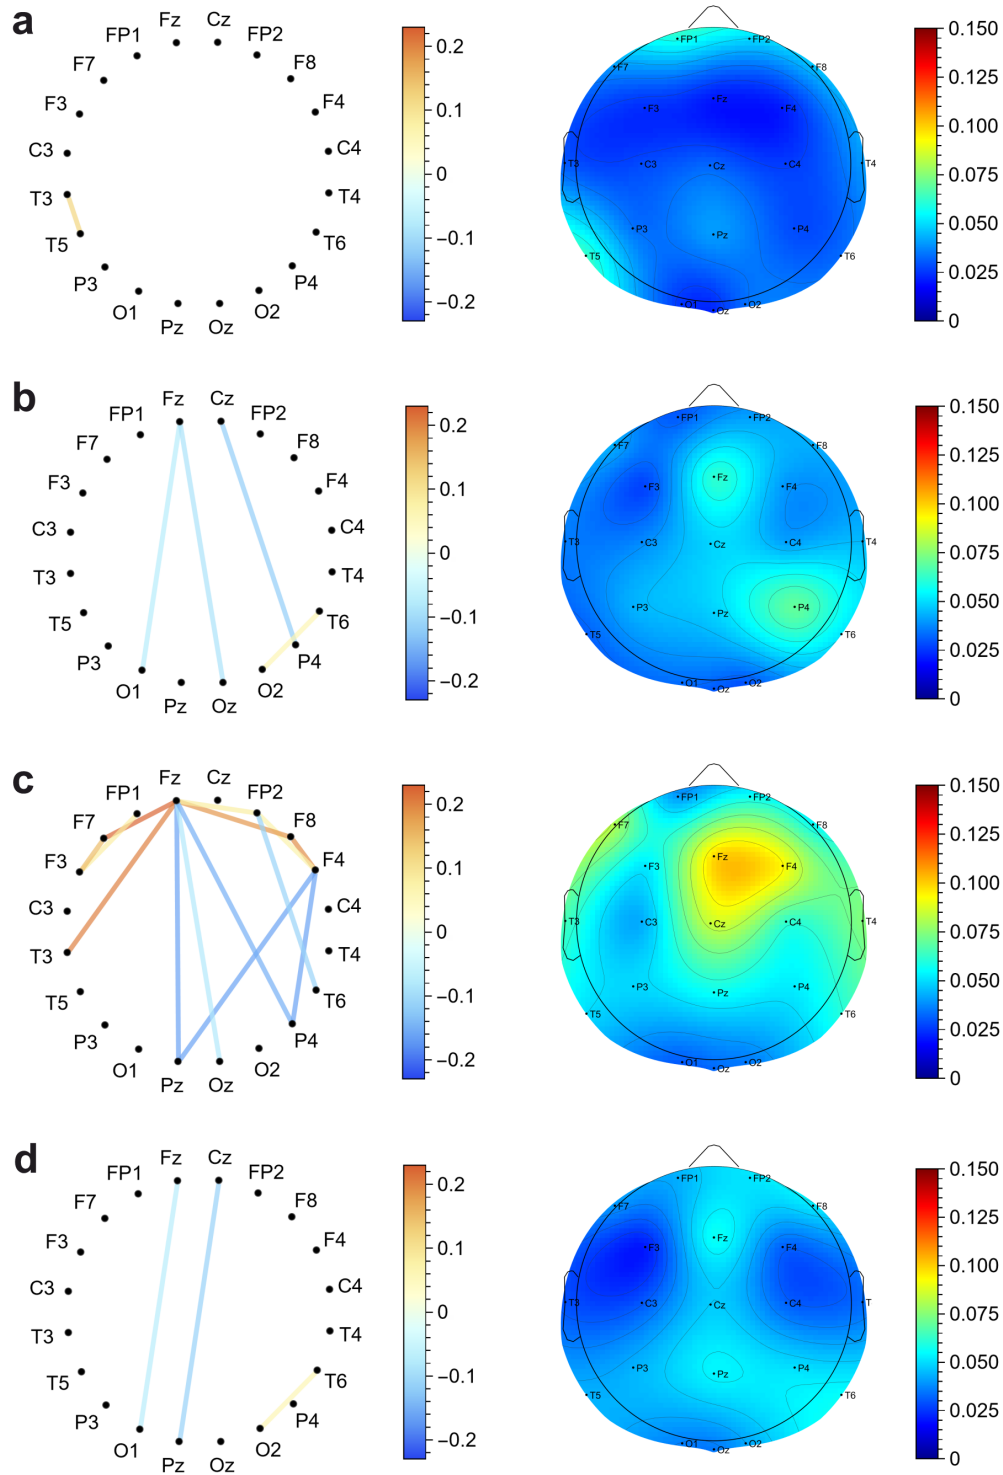 a
Fz Cz
FP1 FP2
F7 F8
F3 F4
C3 C4
T3 T4
T5 T6
P3 P4
O1 O2
Pz Oz
0.2
0.1
0
−0.1
−0.2
FP1 FP2
F7 F8
F3 Fz F4
T3 C3 Cz C4 T4
P3 Pz P4
T5 T6
O1 Oz O2
0.150
0.125
0.100
0.075
0.050
0.025
0
b
Fz Cz
FP1 FP2
F7 F8
F3 F4
C3 C4
T3 T4
T5 T6
P3 P4
O1 O2
Pz Oz
0.2
0.1
0
−0.1
−0.2
FP1 FP2
F7 F8
F3 Fz F4
T3 C3 Cz C4 T4
P3 Pz P4
T5 T6
O1 Oz O2
0.150
0.125
0.100
0.075
0.050
0.025
0
c
Fz Cz
FP1 FP2
F7 F8
F3 F4
C3 C4
T3 T4
T5 T6
P3 P4
O1 O2
Pz Oz
0.2
0.1
0
−0.1
−0.2
FP1 FP2
F7 F8
F3 Fz F4
T3 C3 Cz C4 T4
P3 Pz P4
T5 T6
O1 Oz O2
0.150
0.125
0.100
0.075
0.050
0.025
0
d
Fz Cz
FP1 FP2
F7 F8
F3 F4
C3 C4
T3 T4
T5 T6
P3 P4
O1 O2
Pz Oz
0.2
0.1
0
−0.1
−0.2
FP1 FP2
F7 F8
F3 Fz F4
T3 C3 Cz C4 T
P3 Pz P4
T5 T6
O1 Oz O2
0.150
0.125
0.100
0.075
0.050
0.025
0